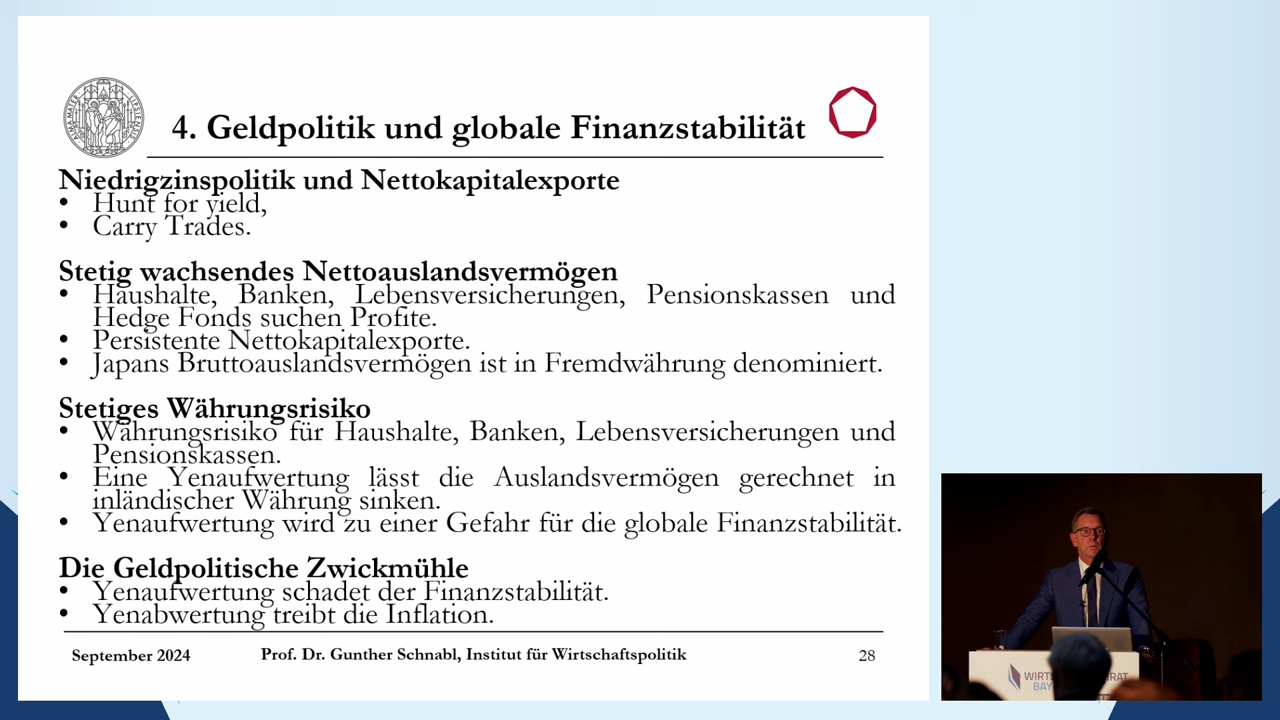 4. Geldpolitik und globale Finanzstabilität
Niedrigzinspolitik und Nettokapitalexporte
• Hunt for yield,
• Carry Trades.
Stetig wachsendes Nettoauslandsvermögen
• Haushalte, Banken, Lebensversicherungen, Pensionskassen und
Hedge Fonds suchen Profite.
• Persistente Nettokapitalexporte.
• Japans Bruttoauslandsvermögen ist in Fremdwährung denominiert.
Stetiges Währungsrisiko
• Währungsrisiko für Haushalte, Banken, Lebensversicherungen und
Pensionskassen.
• Eine Yenaufwertung lässt die Auslandsvermögen gerechnet in
inländischer Währung sinken.
• Yenaufwertung wird zu einer Gefahr für die globale Finanzstabilität.
Die Geldpolitische Zwickmühle
• Yenaufwertung schadet der Finanzstabilität.
• Yenabwertung treibt die Inflation.
September 2024
Prof. Dr. Gunther Schnabl, Institut für Wirtschaftspolitik
28